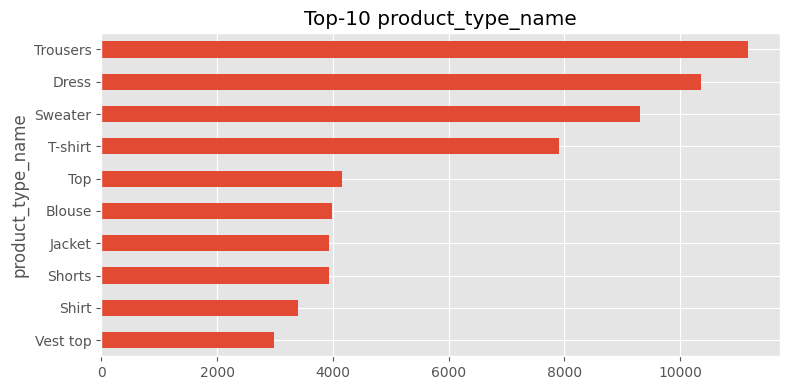 Top-10 product_type_name
product_type_name
Trousers
Dress
Sweater
T-shirt
Top
Blouse
Jacket
Shorts
Shirt
Vest top
0 2000 4000 6000 8000 10000